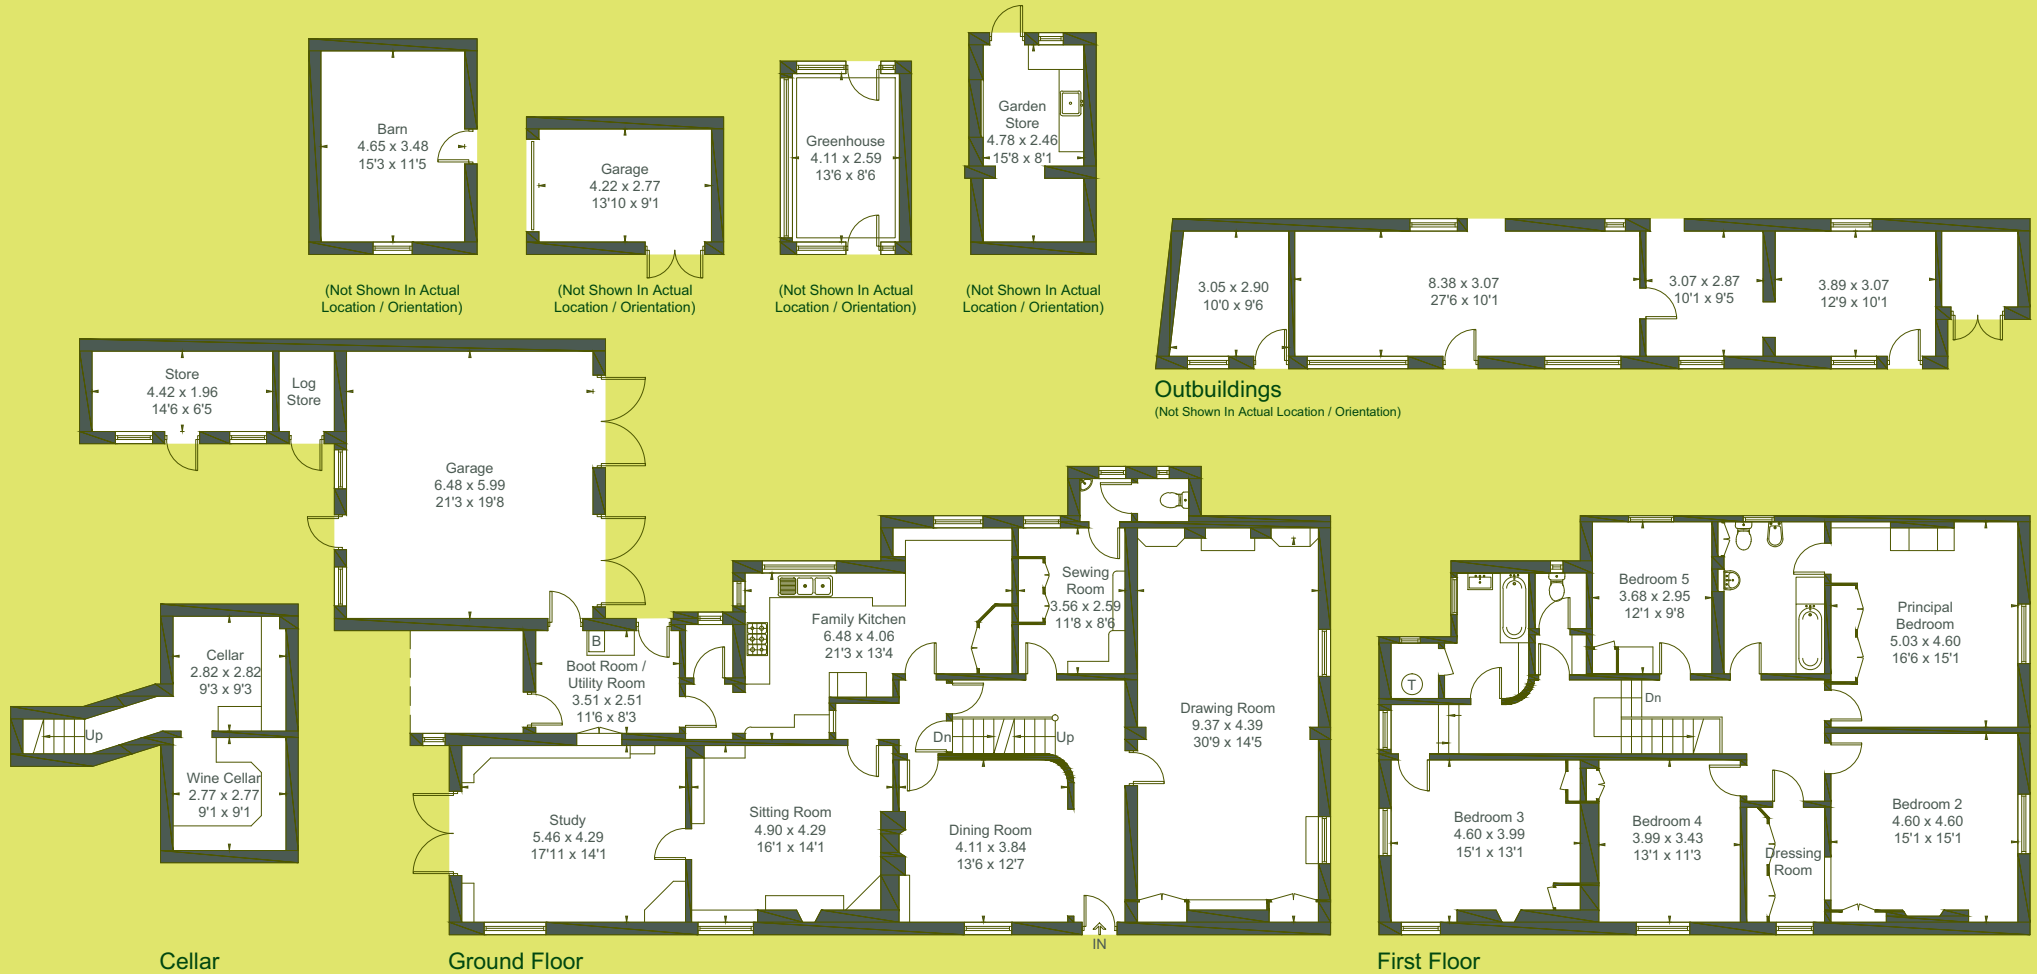 Barn
4.65 x 3.48
15'3 x 11'5
(Not Shown In Actual
Location / Orientation)
Garage
4.22 x 2.77
13'10 x 9'1
(Not Shown In Actual
Location / Orientation)
Greenhouse
4.11 x 2.59
13'6 x 8'6
(Not Shown In Actual
Location / Orientation)
Garden
Store
4.78 x 2.46
15'8 x 8'1
(Not Shown In Actual
Location / Orientation)
3.05 x 2.90
10'0 x 9'6
8.38 x 3.07
27'6 x 10'1
3.07 x 2.87
10'1 x 9'5
3.89 x 3.07
12'9 x 10'1
Outbuildings
(Not Shown In Actual Location / Orientation)
Store
4.42 x 1.96
14'6 x 6'5
Log
Store
Garage
6.48 x 5.99
21'3 x 19'8
Cellar
2.82 x 2.82
9'3 x 9'3
Up
Wine Cellar
2.77 x 2.77
9'1 x 9'1
Cellar
B
Boot Room /
Utility Room
3.51 x 2.51
11'6 x 8'3
Family Kitchen
6.48 x 4.06
21'3 x 13'4
Sewing
Room
3.56 x 2.59
11'8 x 8'6
Drawing Room
9.37 x 4.39
30'9 x 14'5
Dn
Up
Study
5.46 x 4.29
17'11 x 14'1
Sitting Room
4.90 x 4.29
16'1 x 14'1
Dining Room
4.11 x 3.84
13'6 x 12'7
IN
Ground Floor
T
Bedroom 5
3.68 x 2.95
12'1 x 9'8
Principal
Bedroom
5.03 x 4.60
16'6 x 15'1
Dn
Bedroom 3
4.60 x 3.99
15'1 x 13'1
Bedroom 4
3.99 x 3.43
13'1 x 11'3
Dressing
Room
Bedroom 2
4.60 x 4.60
15'1 x 15'1
First Floor